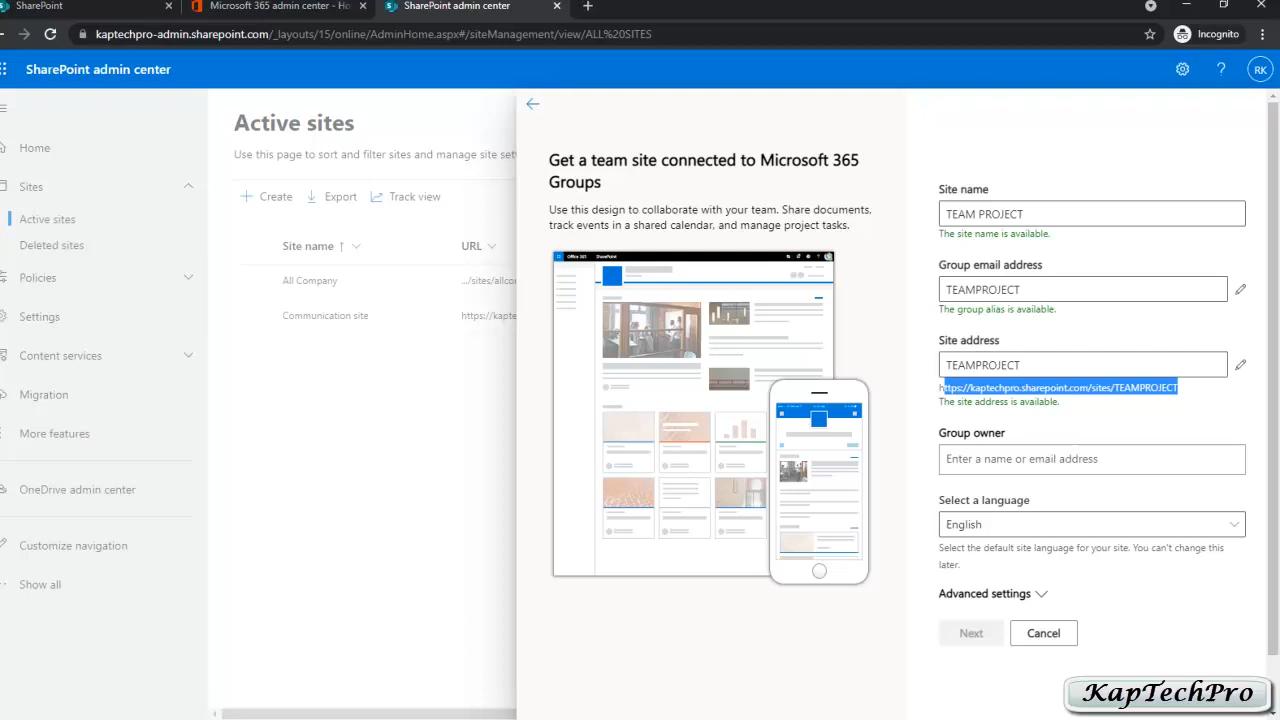 SharePoint
Microsoft 365 admin center - Ho
SharePoint admin center
kaptechpro-admin.sharepoint.com/_layouts/15/online/AdminHome.aspx#/siteManagement/view/ALL%20SITES
Incognito
SharePoint admin center
RK
Home
Sites
Active sites
Deleted sites
Policies
Settings
Content services
Migration
More features
OneDrive admin center
Customize navigation
Show all
Active sites
Use this page to sort and filter sites and manage site set
Create
Export
Track view
Site name
URL
All Company
.../sites/allcon
Communication site
https://kapte
Get a team site connected to Microsoft 365
Groups
Use this design to collaborate with your team. Share documents,
track events in a shared calendar, and manage project tasks.
Office 365
SharePoint
Site name
TEAM PROJECT
The site name is available.
Group email address
TEAMPROJECT
The group alias is available.
Site address
TEAMPROJECT
https://kaptechpro.sharepoint.com/sites/TEAMPROJECT
The site address is available.
Group owner
Enter a name or email address
Select a language
English
Select the default site language for your site. You can't change this
later.
Advanced settings
Next
Cancel
KapTechPro